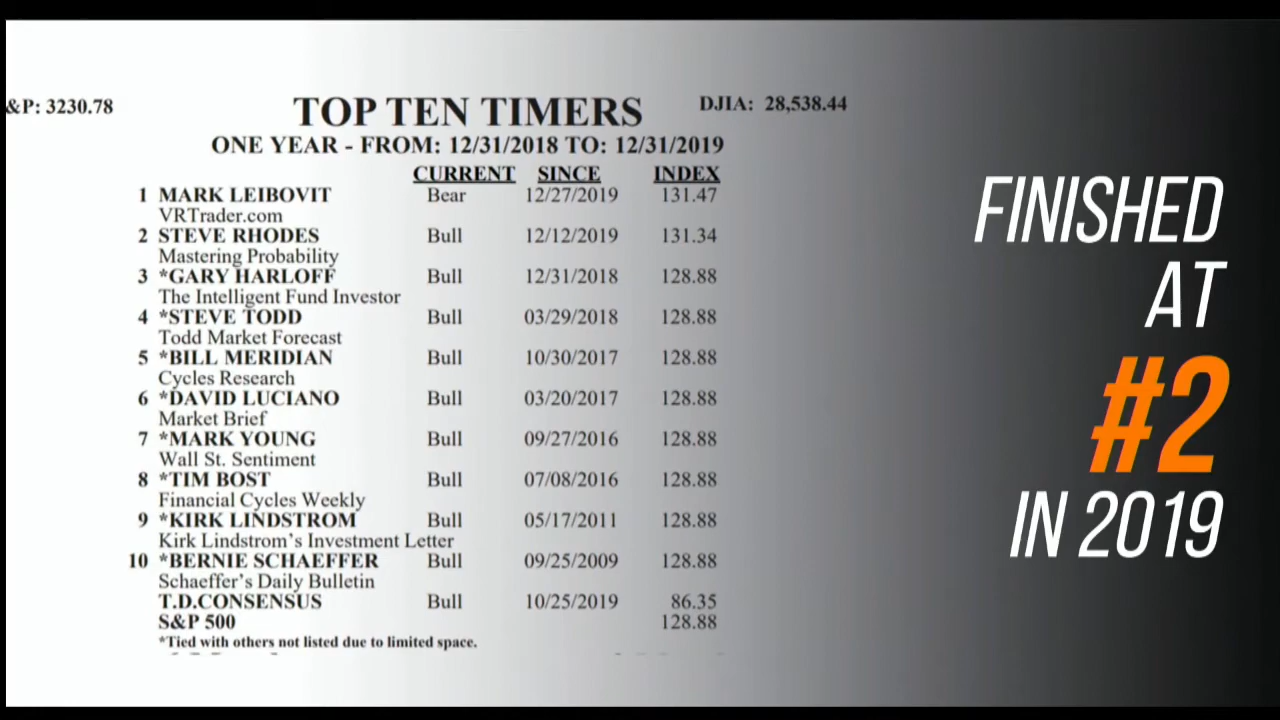 &P: 3230.78
TOP TEN TIMERS
DJIA: 28,538.44
ONE YEAR - FROM: 12/31/2018 TO: 12/31/2019
CURRENT SINCE INDEX
1 MARK LEIBOVIT Bear 12/27/2019 131.47
VRTrader.com
2 STEVE RHODES Bull 12/12/2019 131.34
Mastering Probability
3 *GARY HARLOFF Bull 12/31/2018 128.88
The Intelligent Fund Investor
4 *STEVE TODD Bull 03/29/2018 128.88
Todd Market Forecast
5 *BILL MERIDIAN Bull 10/30/2017 128.88
Cycles Research
6 *DAVID LUCIANO Bull 03/20/2017 128.88
Market Brief
7 *MARK YOUNG Bull 09/27/2016 128.88
Wall St. Sentiment
8 *TIM BOST Bull 07/08/2016 128.88
Financial Cycles Weekly
9 *KIRK LINDSTROM Bull 05/17/2011 128.88
Kirk Lindstrom's Investment Letter
10 *BERNIE SCHAEFFER Bull 09/25/2009 128.88
Schaeffer's Daily Bulletin
T.D.CONSENSUS Bull 10/25/2019 86.35
S&P 500 128.88
*Tied with others not listed due to limited space.
FINISHED
AT
#2
IN 2019